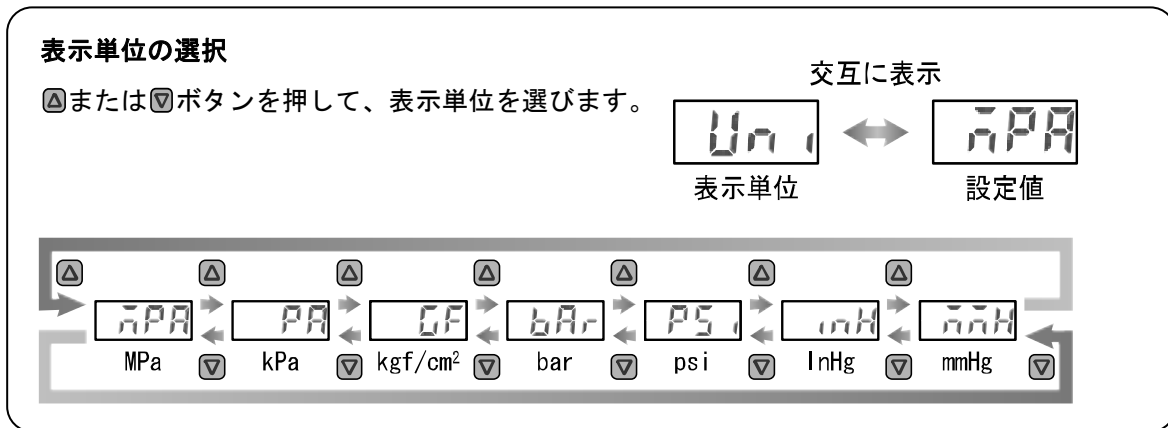 表示単位の選択
△または▽ボタンを押して、表示単位を選びます。
交互に表示
Uni MPA
表示単位 設定値
△ △ △ △ △ △ △
MPA PA GF bAr PSi inH mmH
MPa kPa kgf/cm² bar psi InHg mmHg
▽ ▽ ▽ ▽ ▽ ▽ ▽